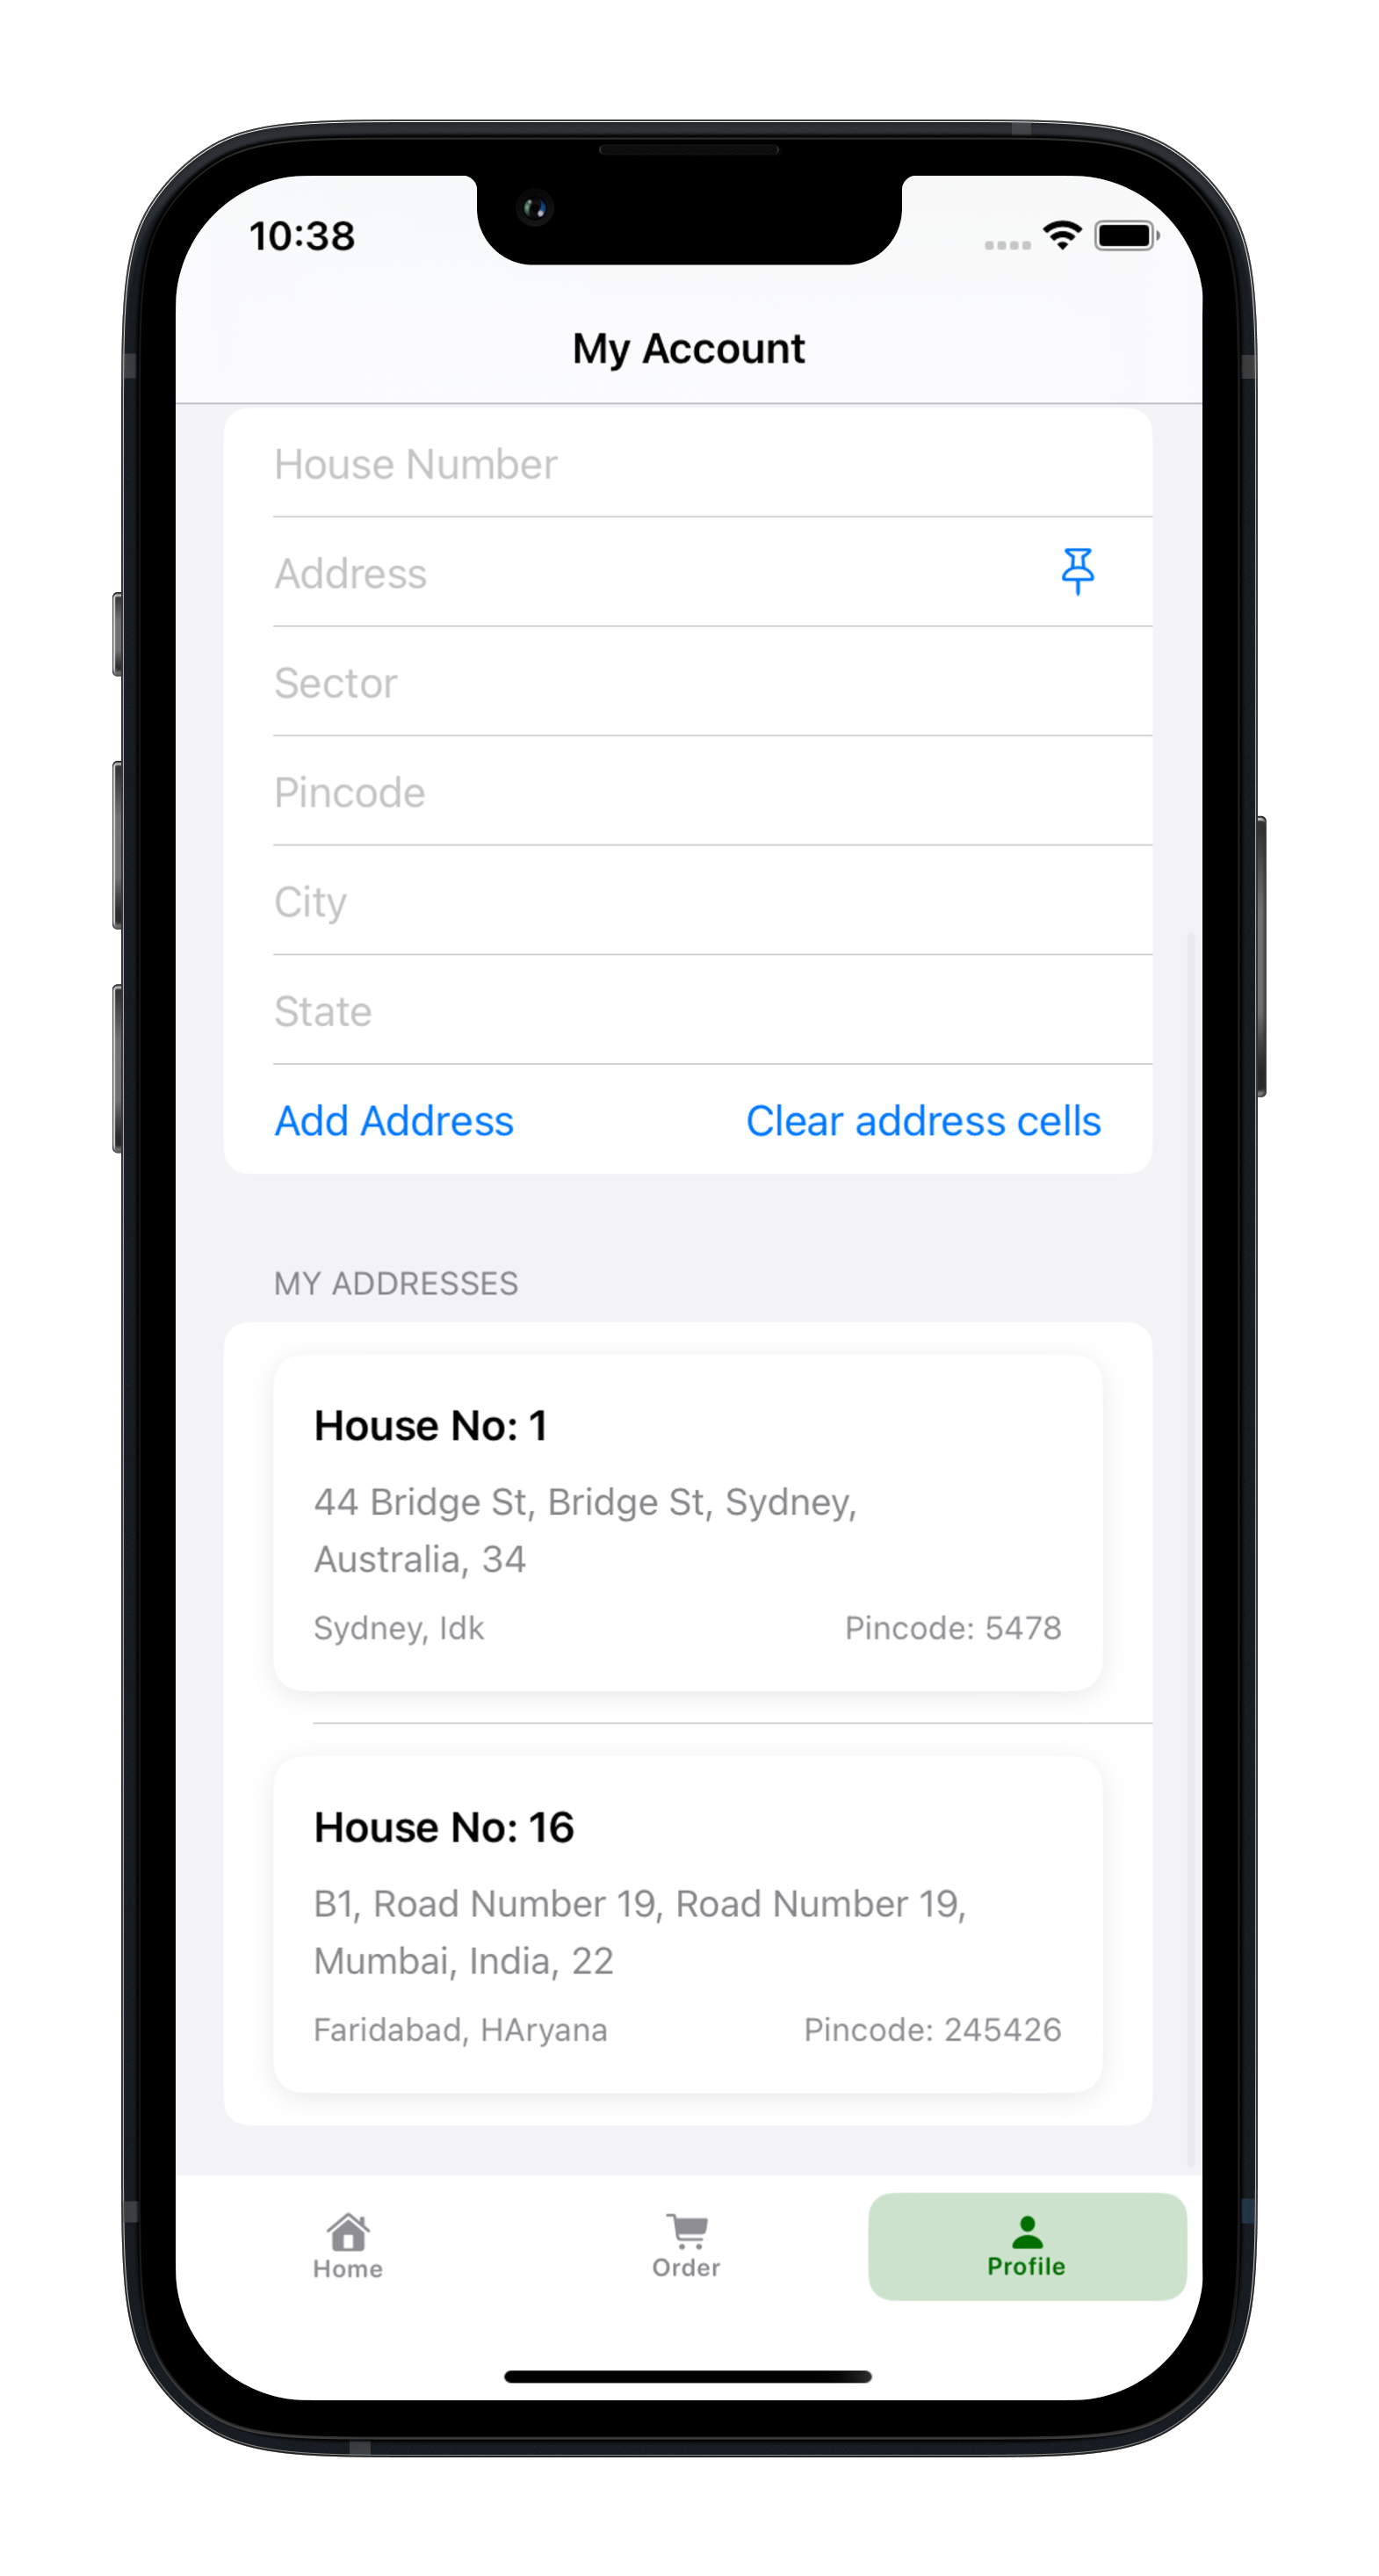 10:38
My Account
House Number
Address
Sector
Pincode
City
State
Add Address Clear address cells
MY ADDRESSES
House No: 1
44 Bridge St, Bridge St, Sydney,
Australia, 34
Sydney, Idk Pincode: 5478
House No: 16
B1, Road Number 19, Road Number 19,
Mumbai, India, 22
Faridabad, HAryana Pincode: 245426
Home Order Profile